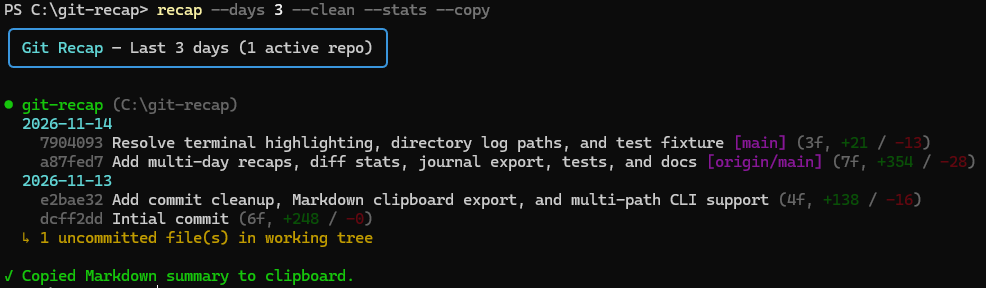 PS C:\git-recap> recap --days 3 --clean --stats --copy
Git Recap — Last 3 days (1 active repo)
● git-recap (C:\git-recap)
2026-11-14
7904093 Resolve terminal highlighting, directory log paths, and test fixture [main] (3f, +21 / -13)
a87fed7 Add multi-day recaps, diff stats, journal export, tests, and docs [origin/main] (7f, +354 / -28)
2026-11-13
e2bae32 Add commit cleanup, Markdown clipboard export, and multi-path CLI support (4f, +138 / -16)
dcff2dd Intial commit (6f, +248 / -0)
↳ 1 uncommitted file(s) in working tree
✓ Copied Markdown summary to clipboard.